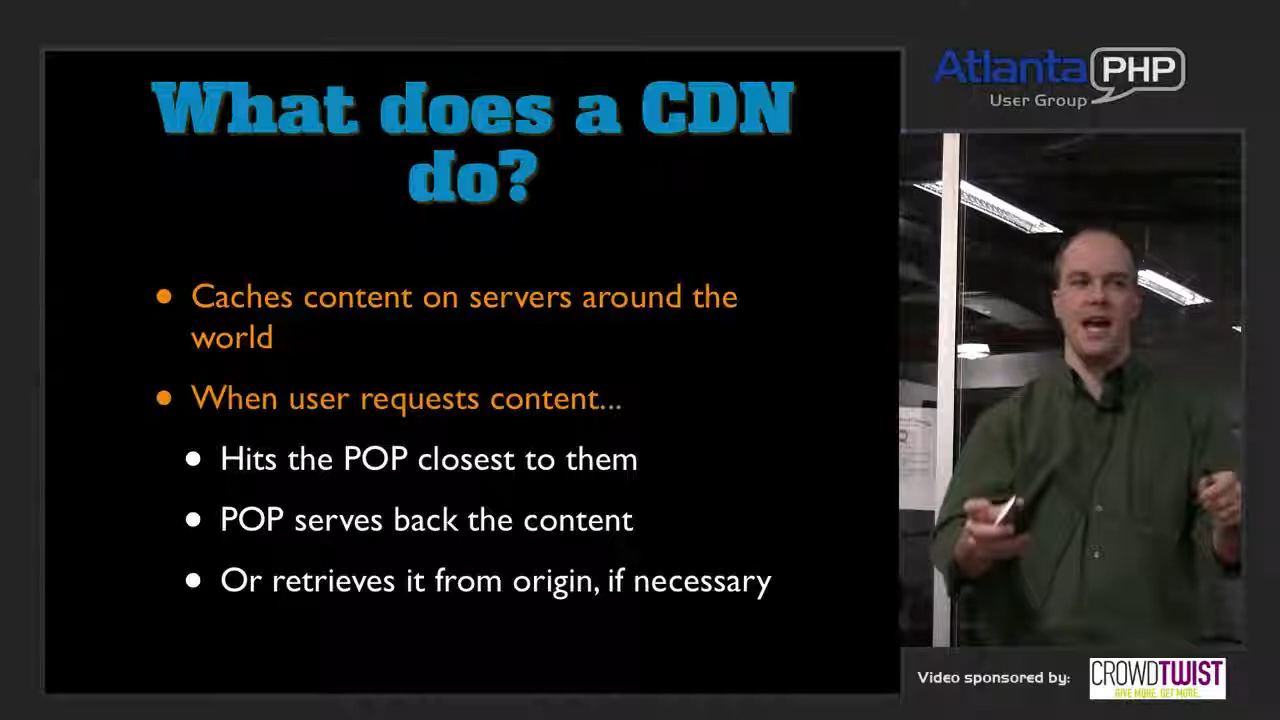 What does a CDN
do?
• Caches content on servers around the
world
• When user requests content...
• Hits the POP closest to them
• POP serves back the content
• Or retrieves it from origin, if necessary
Atlanta PHP
User Group
Video sponsored by:
CROWDTWIST
GIVE MORE. GET MORE.